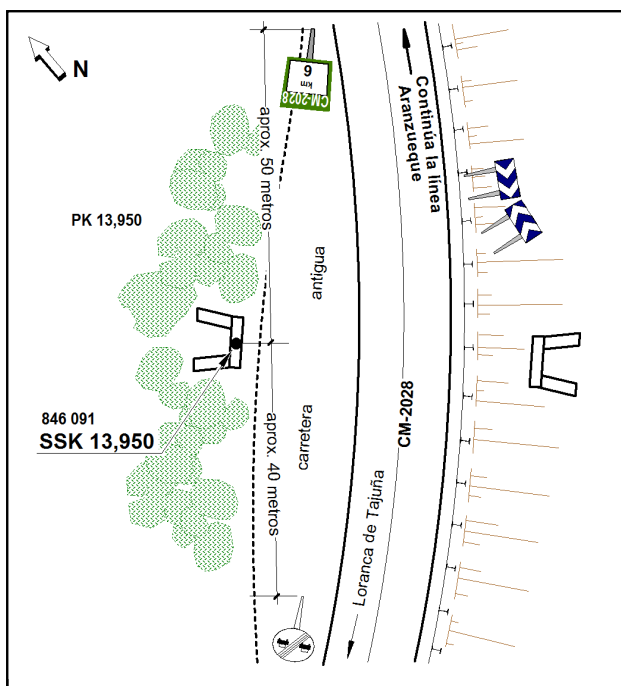 N
6
km
CM-2028
aprox. 50 metros
Continúa la línea
Aranzueque
PK 13,950
antigua
846 091
SSK 13,950
carretera
aprox. 40 metros
CM-2028
Loranca de Tajuña